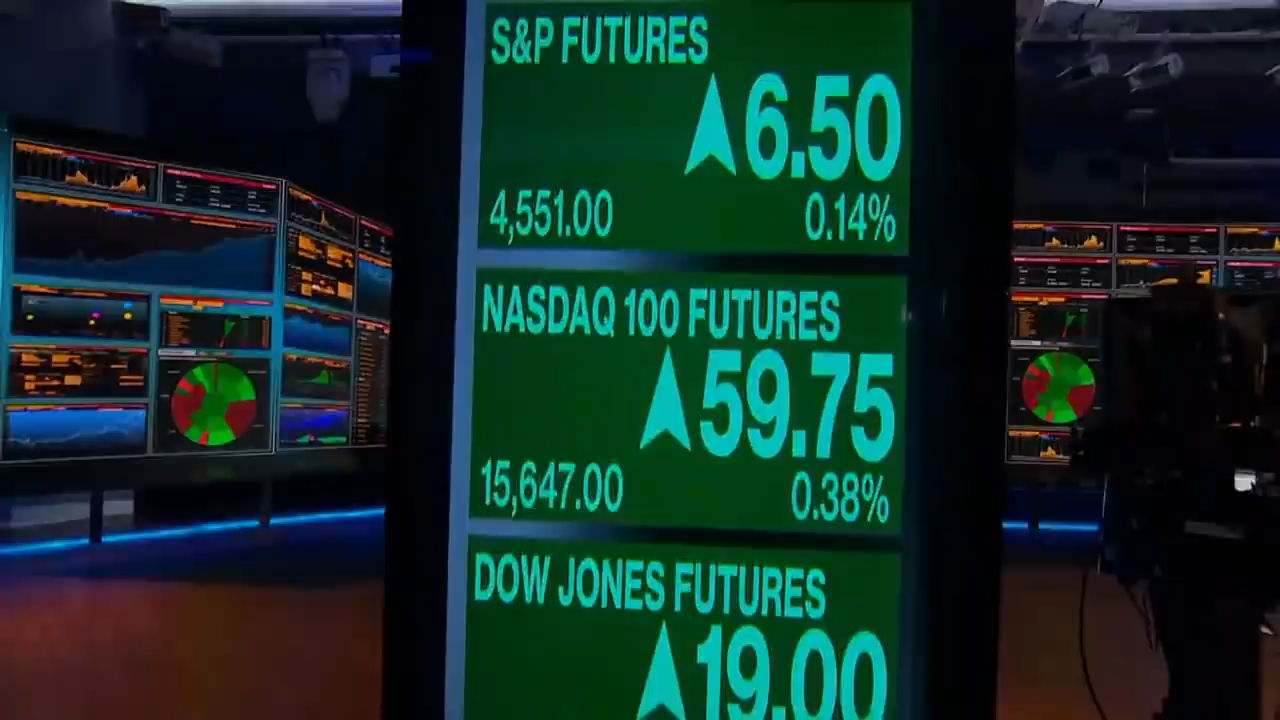 S&P FUTURES
▲6.50
4,551.00 0.14%
NASDAQ 100 FUTURES
▲59.75
15,647.00 0.38%
DOW JONES FUTURES
▲19.00